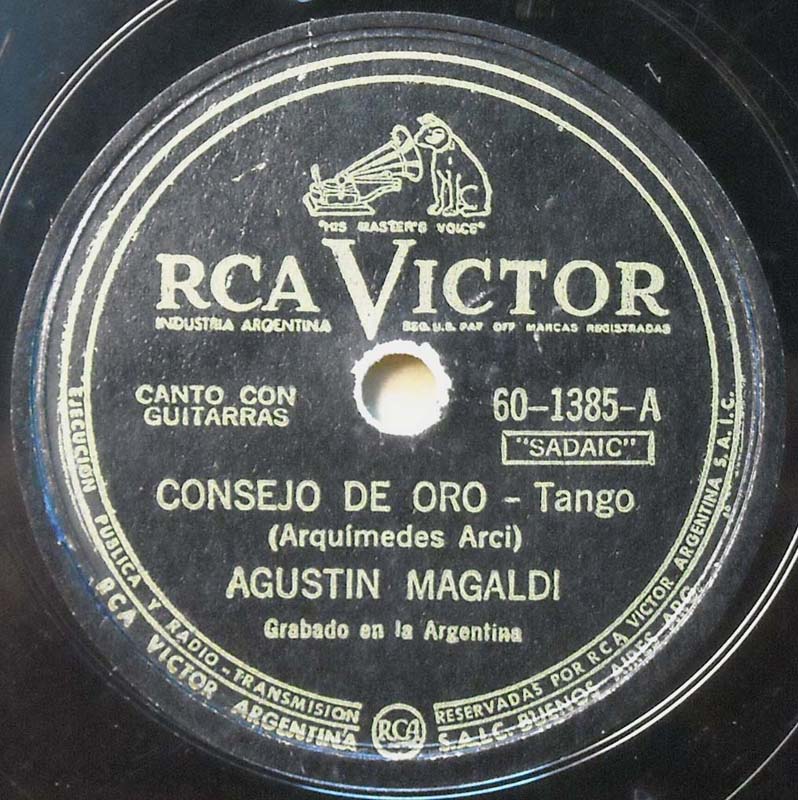 "HIS MASTER'S VOICE"
RCA VICTOR
INDUSTRIA ARGENTINA
REG. U.S. PAT OFF MARCAS REGISTRADAS
CANTO CON
GUITARRAS
60-1385-A
"SADAIC"
CONSEJO DE ORO - Tango
(Arquímedes Arci)
AGUSTIN MAGALDI
Grabado en la Argentina
EJECUCION PUBLICA Y RADIO-TRANSMISION RESERVADAS POR RCA VICTOR ARGENTINA S.A.I.C.
RCA VICTOR ARGENTINA S.A.I.C. BUENOS AIRES ARG.
RCA